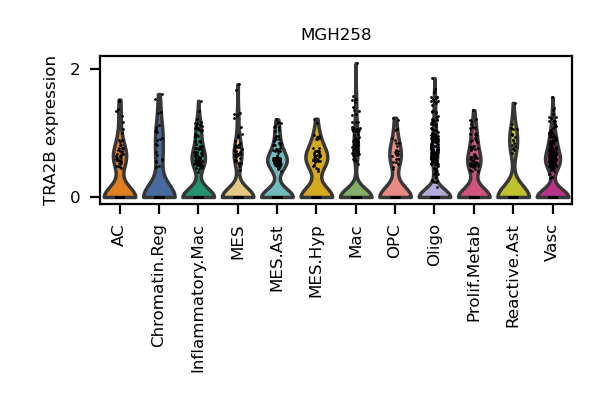 MGH258
TRA2B expression
2
0
AC
Chromatin.Reg
Inflammatory.Mac
MES
MES.Ast
MES.Hyp
Mac
OPC
Oligo
Prolif.Metab
Reactive.Ast
Vasc